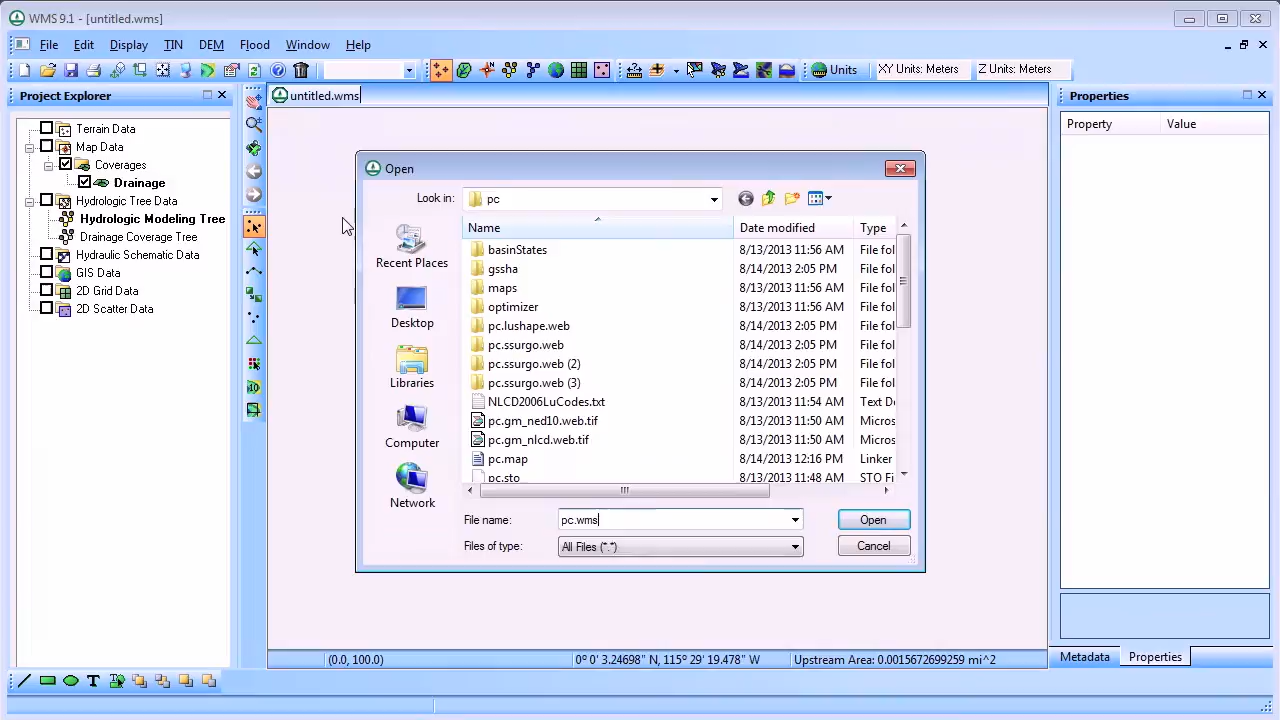 WMS 9.1 - [untitled.wms]
File Edit Display TIN DEM Flood Window Help
Units XY Units: Meters Z Units: Meters
Project Explorer
untitled.wms
Properties
Terrain Data
Map Data
Coverages
Drainage
Hydrologic Tree Data
Hydrologic Modeling Tree
Drainage Coverage Tree
Hydraulic Schematic Data
GIS Data
2D Grid Data
2D Scatter Data
Open
Look in: pc
Name Date modified Type
basinStates 8/13/2013 11:56 AM File fol
gssha 8/14/2013 2:05 PM File fol
maps 8/13/2013 11:56 AM File fol
optimizer 8/13/2013 11:56 AM File fol
pc.lushape.web 8/14/2013 2:05 PM File fol
pc.ssurgo.web 8/14/2013 2:05 PM File fol
pc.ssurgo.web (2) 8/14/2013 2:05 PM File fol
pc.ssurgo.web (3) 8/14/2013 2:05 PM File fol
NLCD2006LuCodes.txt 8/13/2013 11:54 AM Text Do
pc.gm_ned10.web.tif 8/13/2013 11:50 AM Micros
pc.gm_nlcd.web.tif 8/13/2013 11:50 AM Micros
pc.map 8/14/2013 12:16 PM Linker
pc.sto 8/13/2013 11:48 AM STO Fi
Recent Places
Desktop
Libraries
Computer
Network
File name: pc.wms Open
Files of type: All Files (*.*) Cancel
Property Value
(0.0, 100.0) 0º 0' 3.24698" N, 115º 29' 19.478" W Upstream Area: 0.0015672699259 mi^2
Metadata Properties